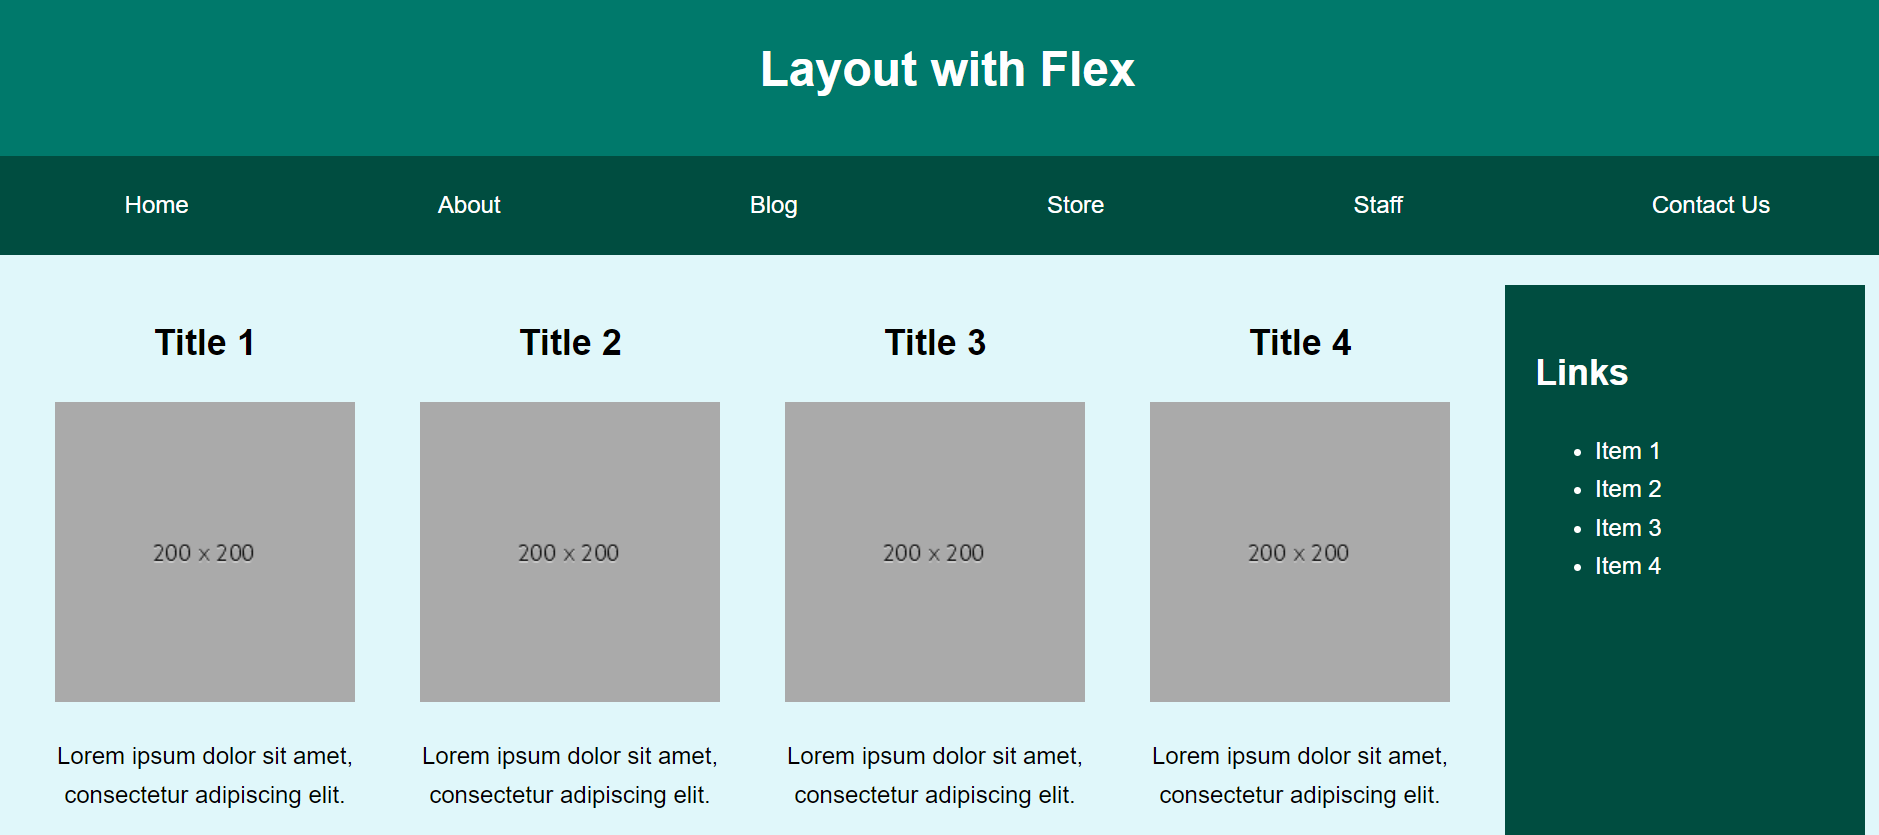 Layout with Flex
Home About Blog Store Staff Contact Us
Title 1 Title 2 Title 3 Title 4
200 x 200 200 x 200 200 x 200 200 x 200
Lorem ipsum dolor sit amet,
consectetur adipiscing elit.
Lorem ipsum dolor sit amet,
consectetur adipiscing elit.
Lorem ipsum dolor sit amet,
consectetur adipiscing elit.
Lorem ipsum dolor sit amet,
consectetur adipiscing elit.
Links
• Item 1
• Item 2
• Item 3
• Item 4